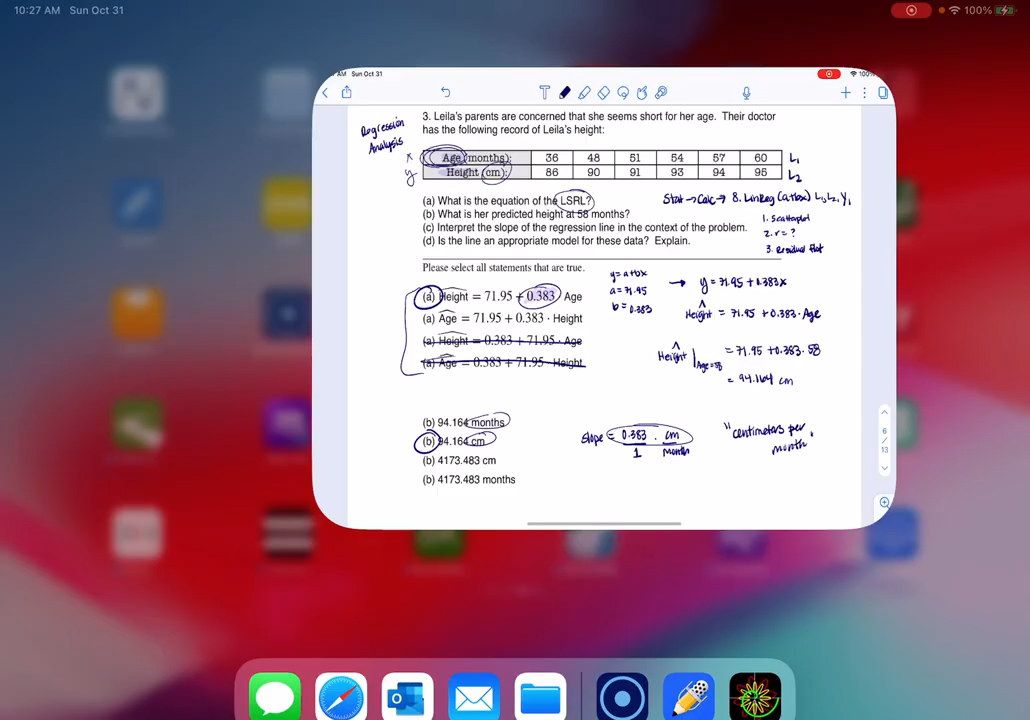 10:27 AM Sun Oct 31
100%
AM Sun Oct 31
100%
Regression
Analysis
3. Leila's parents are concerned that she seems short for her age. Their doctor
has the following record of Leila's height:
x Age (months): 36 48 51 54 57 60 L1
y Height (cm): 86 90 91 93 94 95 L2
(a) What is the equation of the LSRL?
Stat → Calc → 8. LinReg (a+bx) L1, L2, Y1
(b) What is her predicted height at 58 months?
(c) Interpret the slope of the regression line in the context of the problem.
(d) Is the line an appropriate model for these data? Explain.
1. Scatterplot
2. r = ?
3. Residual Plot
Please select all statements that are true.
(a) Height = 71.95 + 0.383 Age
(a) Age = 71.95 + 0.383 · Height
(a) Height = 0.383 + 71.95 · Age
(a) Age = 0.383 + 71.95 · Height
y = a+bx
a = 71.95
b = 0.383
→ y = 71.95 + 0.383x
^
Height = 71.95 + 0.383 · Age
^
Height | Age = 58 = 71.95 + 0.383 · 58
= 94.164 cm
(b) 94.164 months
(b) 94.164 cm
(b) 4173.483 cm
(b) 4173.483 months
slope = 0.383 · cm
1 month
"centimeters per
month"
6
13